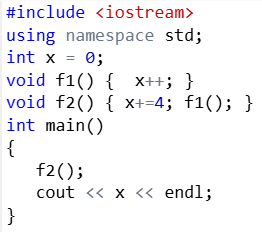 #include <iostream>
using namespace std;
int x = 0;
void f1() {  x++; }
void f2() { x+=4; f1(); }
int main()
{
   f2();
   cout << x << endl;
}